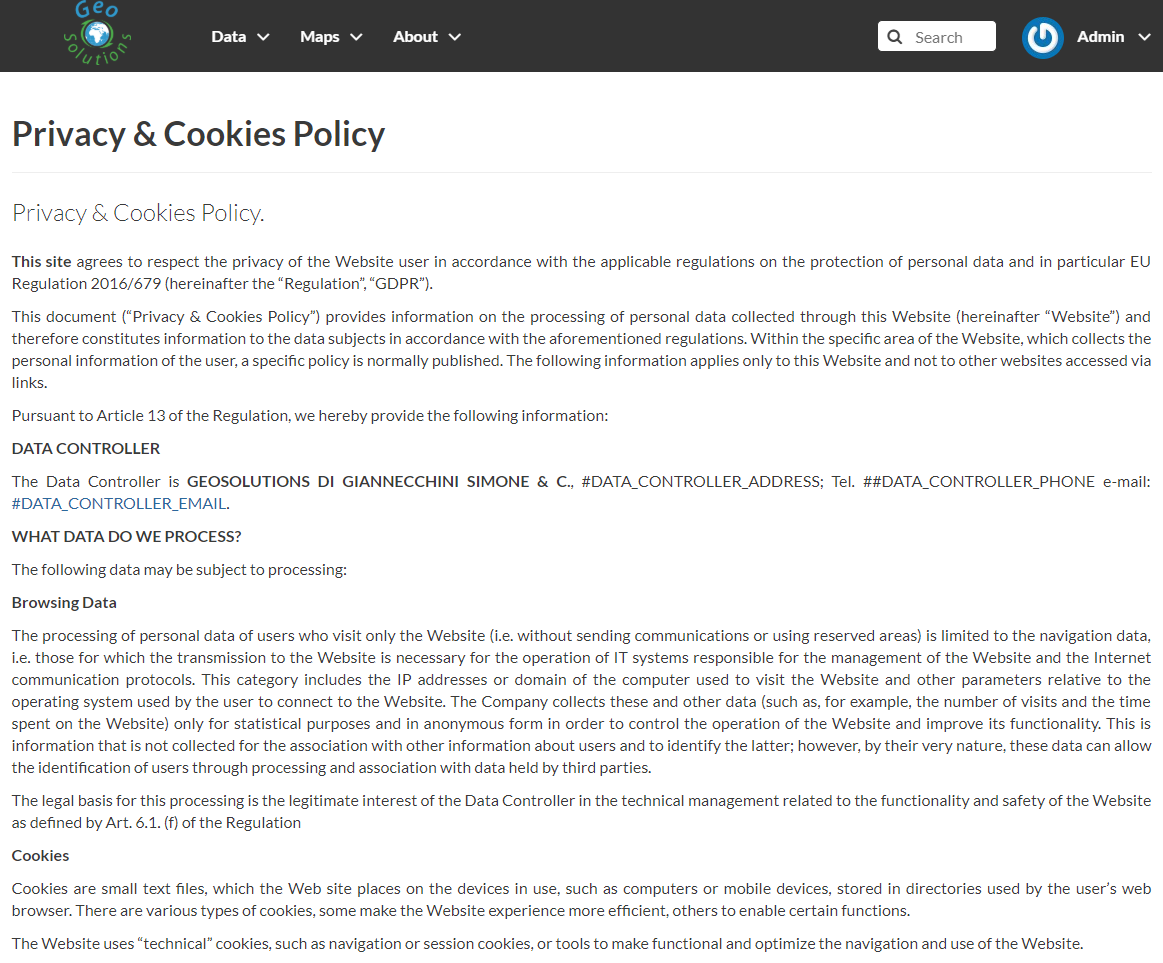 Geo
Solutions
Data
Maps
About
Search
Admin
Privacy & Cookies Policy
Privacy & Cookies Policy.
This site agrees to respect the privacy of the Website user in accordance with the applicable regulations on the protection of personal data and in particular EU
Regulation 2016/679 (hereinafter the “Regulation”, “GDPR”).
This document (“Privacy & Cookies Policy”) provides information on the processing of personal data collected through this Website (hereinafter “Website”) and
therefore constitutes information to the data subjects in accordance with the aforementioned regulations. Within the specific area of the Website, which collects the
personal information of the user, a specific policy is normally published. The following information applies only to this Website and not to other websites accessed via
links.
Pursuant to Article 13 of the Regulation, we hereby provide the following information:
DATA CONTROLLER
The Data Controller is GEOSOLUTIONS DI GIANNECCHINI SIMONE & C., #DATA_CONTROLLER_ADDRESS; Tel. ##DATA_CONTROLLER_PHONE e-mail:
#DATA_CONTROLLER_EMAIL.
WHAT DATA DO WE PROCESS?
The following data may be subject to processing:
Browsing Data
The processing of personal data of users who visit only the Website (i.e. without sending communications or using reserved areas) is limited to the navigation data,
i.e. those for which the transmission to the Website is necessary for the operation of IT systems responsible for the management of the Website and the Internet
communication protocols. This category includes the IP addresses or domain of the computer used to visit the Website and other parameters relative to the
operating system used by the user to connect to the Website. The Company collects these and other data (such as, for example, the number of visits and the time
spent on the Website) only for statistical purposes and in anonymous form in order to control the operation of the Website and improve its functionality. This is
information that is not collected for the association with other information about users and to identify the latter; however, by their very nature, these data can allow
the identification of users through processing and association with data held by third parties.
The legal basis for this processing is the legitimate interest of the Data Controller in the technical management related to the functionality and safety of the Website
as defined by Art. 6.1. (f) of the Regulation
Cookies
Cookies are small text files, which the Web site places on the devices in use, such as computers or mobile devices, stored in directories used by the user’s web
browser. There are various types of cookies, some make the Website experience more efficient, others to enable certain functions.
The Website uses “technical” cookies, such as navigation or session cookies, or tools to make functional and optimize the navigation and use of the Website.